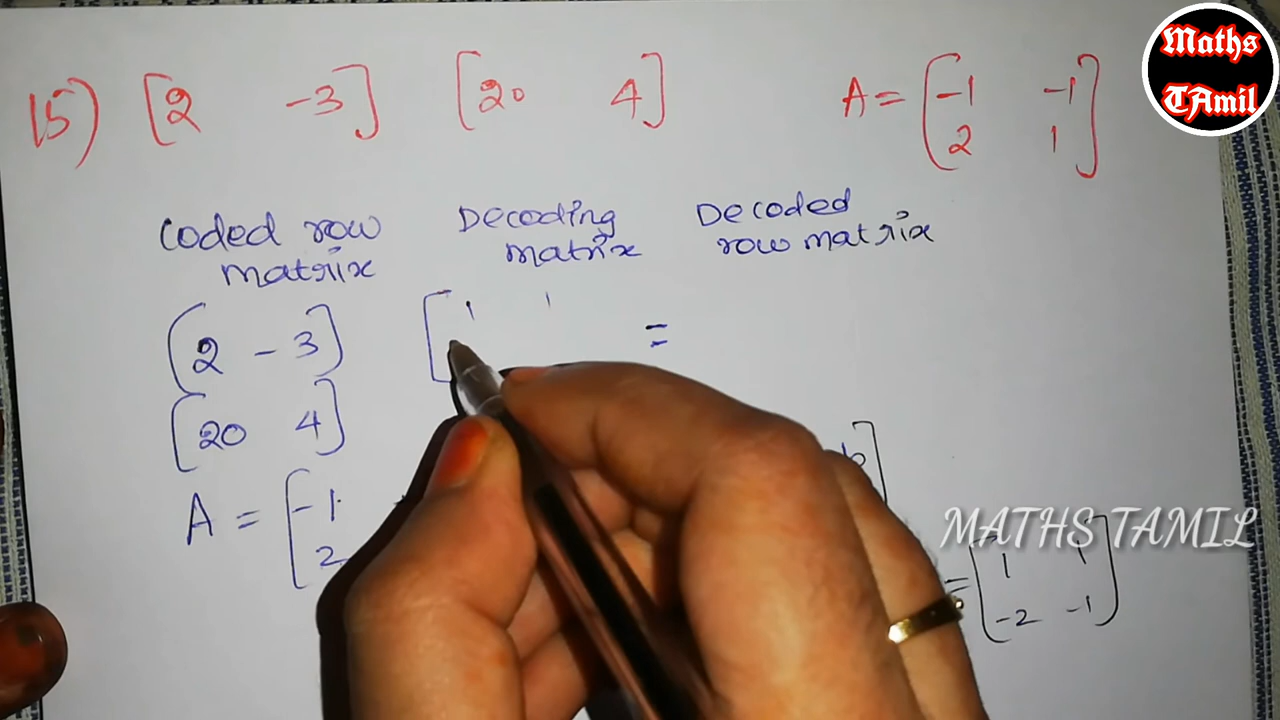 15) [2 -3] [20 4] A = [-1 -1
2 1]
Maths
TAmil
Coded row matrix
Decoding matrix
Decoded row matrix
[2 -3] [1 1 =
[20 4]
b]
A = [-1
2
= [1 1
-2 -1]
MATHS TAMIL